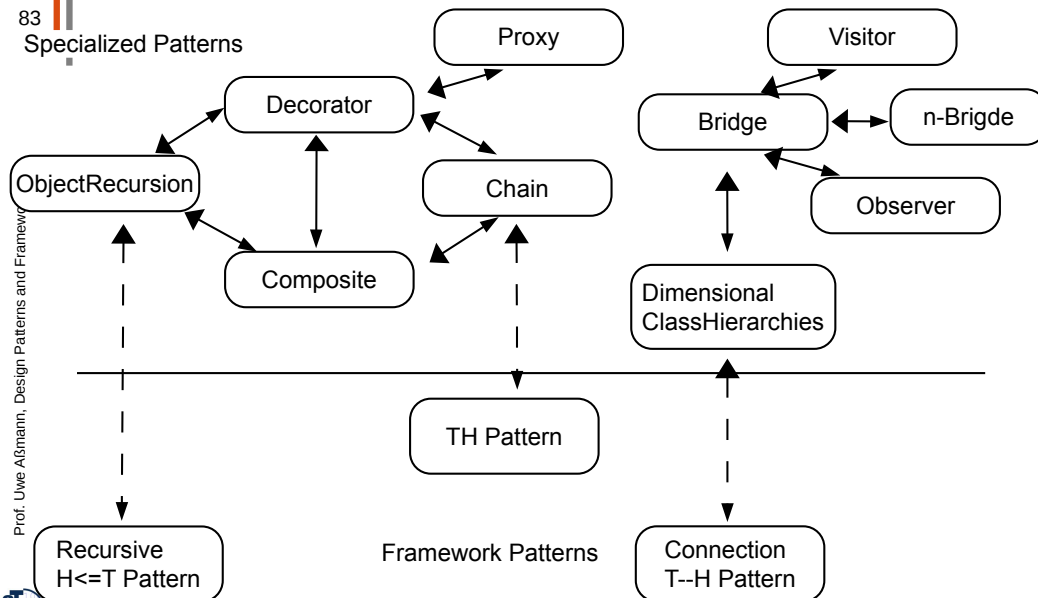 83
Specialized Patterns
Proxy
Visitor
Decorator
Bridge
n-Brigde
ObjectRecursion
Chain
Observer
Composite
Dimensional
ClassHierarchies
TH Pattern
Recursive
H<=T Pattern
Framework Patterns
Connection
T--H Pattern
Prof. Uwe Aßmann, Design Patterns and